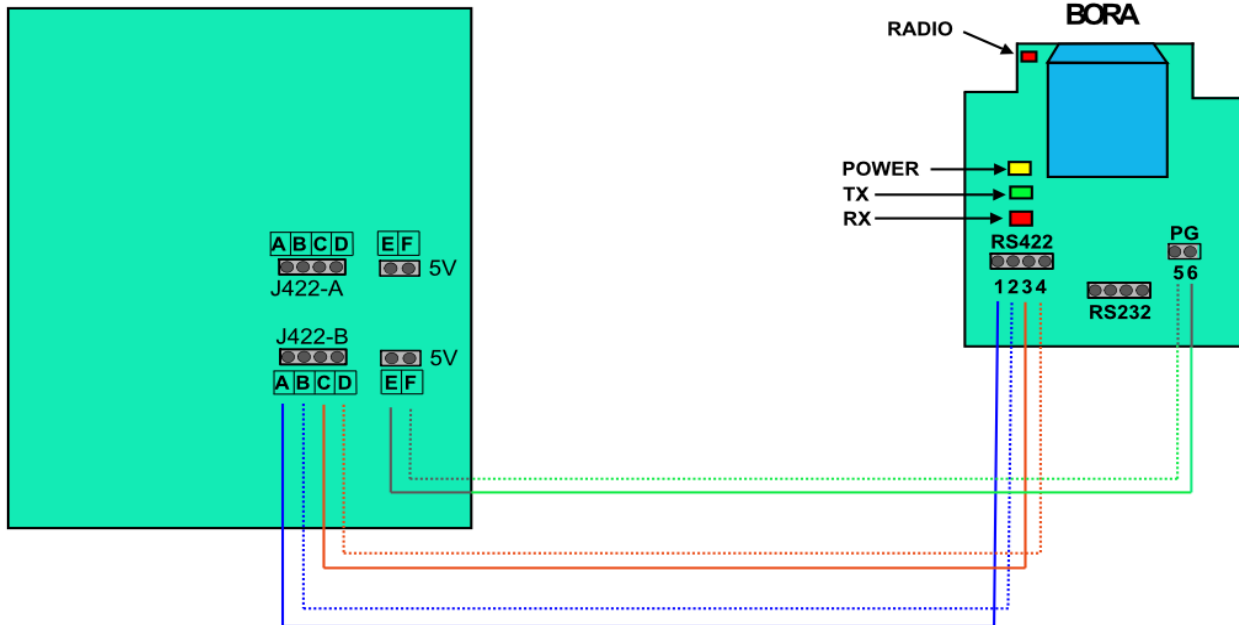 BORA
RADIO
POWER
TX
RX
RS422
1 2 3 4
PG
5 6
RS232
A B C D
E F
5V
J422-A
J422-B
5V
A B C D
E F